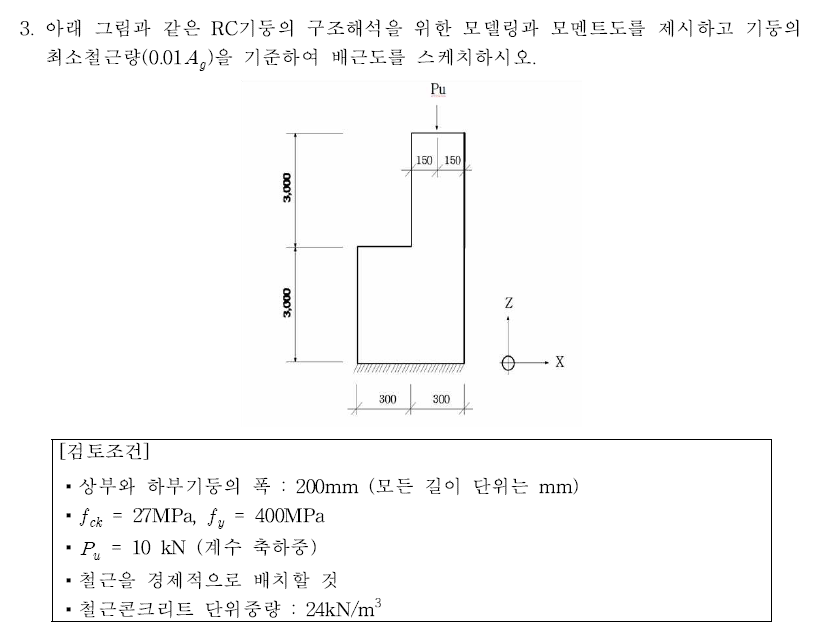 3. 아래 그림과 같은 RC기둥의 구조해석을 위한 모델링과 모멘트도를 제시하고 기둥의
최소철근량(0.01A_g)을 기준하여 배근도를 스케치하시오.
Pu
150 150
3,000
3,000
Z
X
300 300
[검토조건]
▪ 상부와 하부기둥의 폭 : 200mm (모든 길이 단위는 mm)
▪ f_ck = 27MPa, f_y = 400MPa
▪ P_u = 10 kN (계수 축하중)
▪ 철근을 경제적으로 배치할 것
▪ 철근콘크리트 단위중량 : 24kN/m³